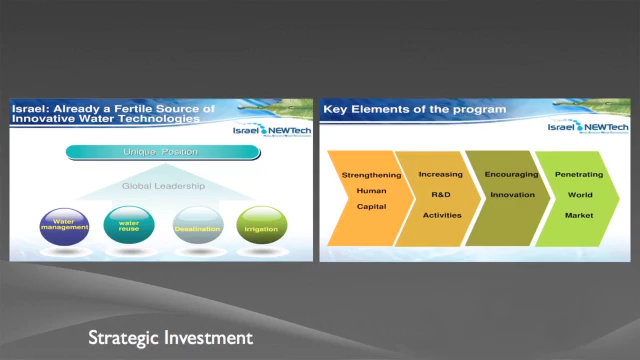 Israel: Already a Fertile Source of
Innovative Water Technologies
Israel NEWTech
Unique Position
Global Leadership
Water
management
water
reuse
Desalination
Irrigation
Key Elements of the program
Israel NEWTech
Strengthening
Human
Capital
Increasing
R&D
Activities
Encouraging
Innovation
Penetrating
World
Market
Strategic Investment